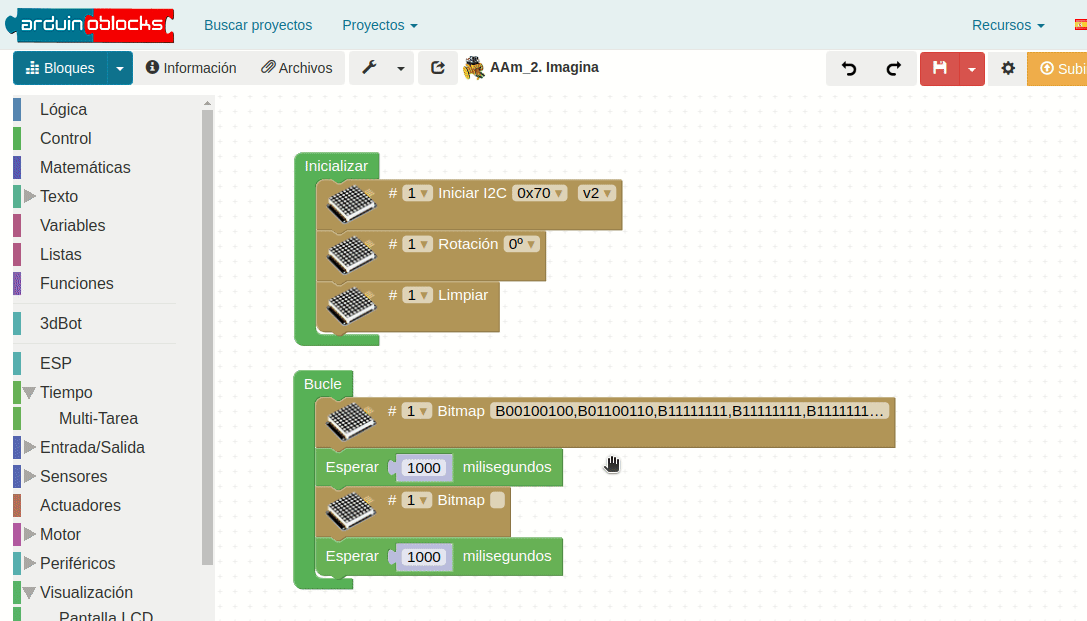 arduinoblocks Buscar proyectos Proyectos Recursos
Bloques Información Archivos AAm_2. Imagina Subi
Lógica
Control
Matemáticas
Texto
Variables
Listas
Funciones
3dBot
ESP
Tiempo
Multi-Tarea
Entrada/Salida
Sensores
Actuadores
Motor
Periféricos
Visualización
Pantalla LCD
Inicializar
# 1 Iniciar I2C 0x70 v2
# 1 Rotación 0º
# 1 Limpiar
Bucle
# 1 Bitmap B00100100,B01100110,B11111111,B11111111,B1111111...
Esperar 1000 milisegundos
# 1 Bitmap
Esperar 1000 milisegundos